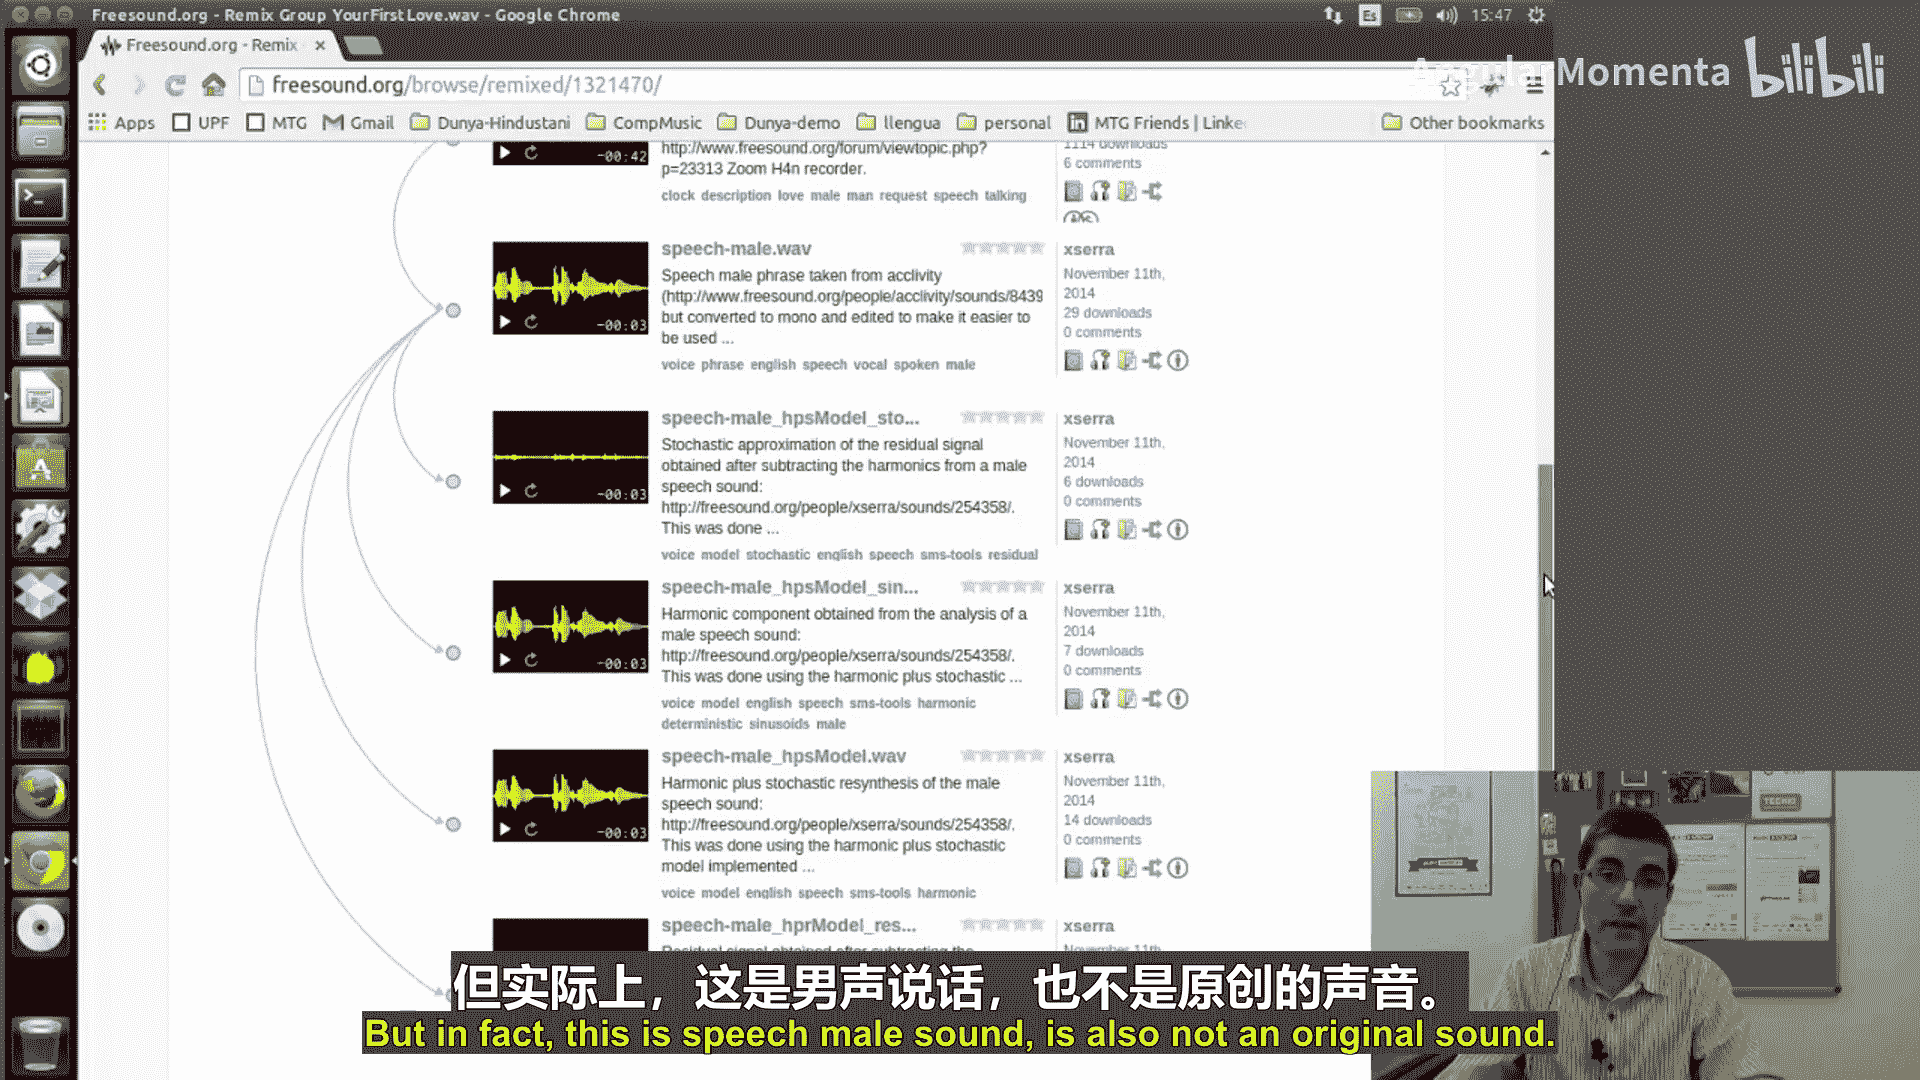 Freesound.org - Remix Group YourFirstLove.wav - Google Chrome
Es
15:47
Freesound.org - Remix
freesound.org/browse/remixed/1321470/
AngularMomenta bilibili
Apps UPF MTG Gmail Dunya-Hindustani CompMusic Dunya-demo llengua personal MTG Friends | Linke Other bookmarks
-00:42
http://www.freesound.org/forum/viewtopic.php?
p=23313 Zoom H4n recorder.
clock description love male man request speech talking
1114 downloads
6 comments
speech-male.wav
Speech male phrase taken from acclivity
(http://www.freesound.org/people/acclivity/sounds/8439
but converted to mono and edited to make it easier to
be used ...
voice phrase english speech vocal spoken male
-00:03
xserra
November 11th,
2014
29 downloads
0 comments
speech-male_hpsModel_sto...
Stochastic approximation of the residual signal
obtained after subtracting the harmonics from a male
speech sound:
http://freesound.org/people/xserra/sounds/254358/.
This was done ...
voice model stochastic english speech sms-tools residual
-00:03
xserra
November 11th,
2014
6 downloads
0 comments
speech-male_hpsModel_sin...
Harmonic component obtained from the analysis of a
male speech sound:
http://freesound.org/people/xserra/sounds/254358/.
This was done using the harmonic plus stochastic ...
voice model english speech sms-tools harmonic
deterministic sinusoids male
-00:03
xserra
November 11th,
2014
7 downloads
0 comments
speech-male_hpsModel.wav
Harmonic plus stochastic resynthesis of the male
speech sound:
http://freesound.org/people/xserra/sounds/254358/.
This was done using the harmonic plus stochastic
model implemented ...
voice model english speech sms-tools harmonic
-00:03
xserra
November 11th,
2014
14 downloads
0 comments
speech-male_hprModel_res...
Residual signal obtained after subtracting the
xserra
November 11th,
但实际上，这是男声说话，也不是原创的声音。
But in fact, this is speech male sound, is also not an original sound.